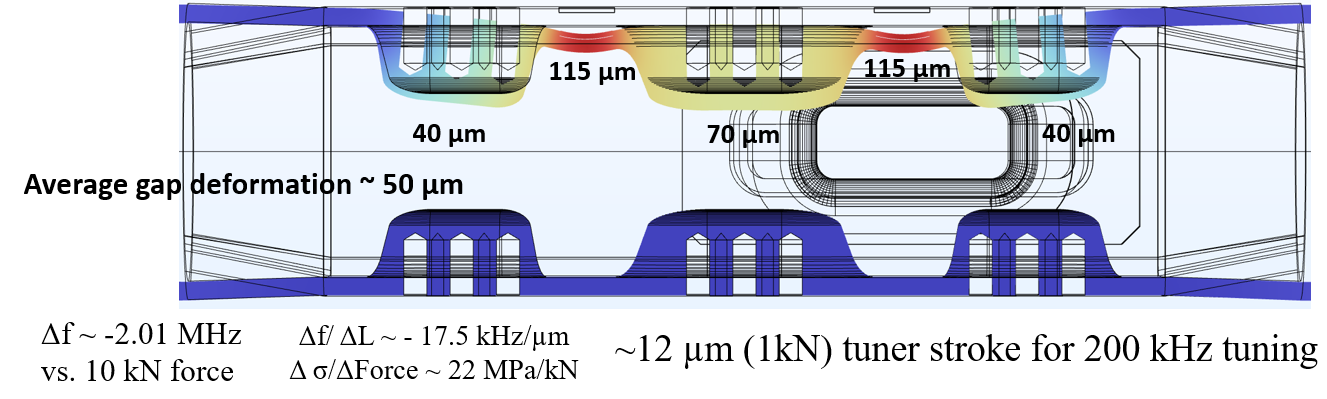 115 μm
115 μm
40 μm
70 μm
40 μm
Average gap deformation ~ 50 μm
Δf ~ -2.01 MHz
vs. 10 kN force
Δf/ ΔL ~ - 17.5 kHz/μm
Δ σ/ΔForce ~ 22 MPa/kN
~12 μm (1kN) tuner stroke for 200 kHz tuning